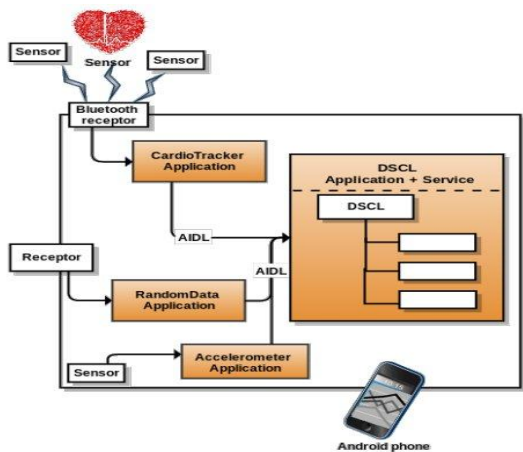 Sensor
Sensor
Sensor
Bluetooth
receptor
CardioTracker
Application
DSCL
Application + Service
DSCL
AIDL
Receptor
AIDL
RandomData
Application
Accelerometer
Application
Sensor
Android phone